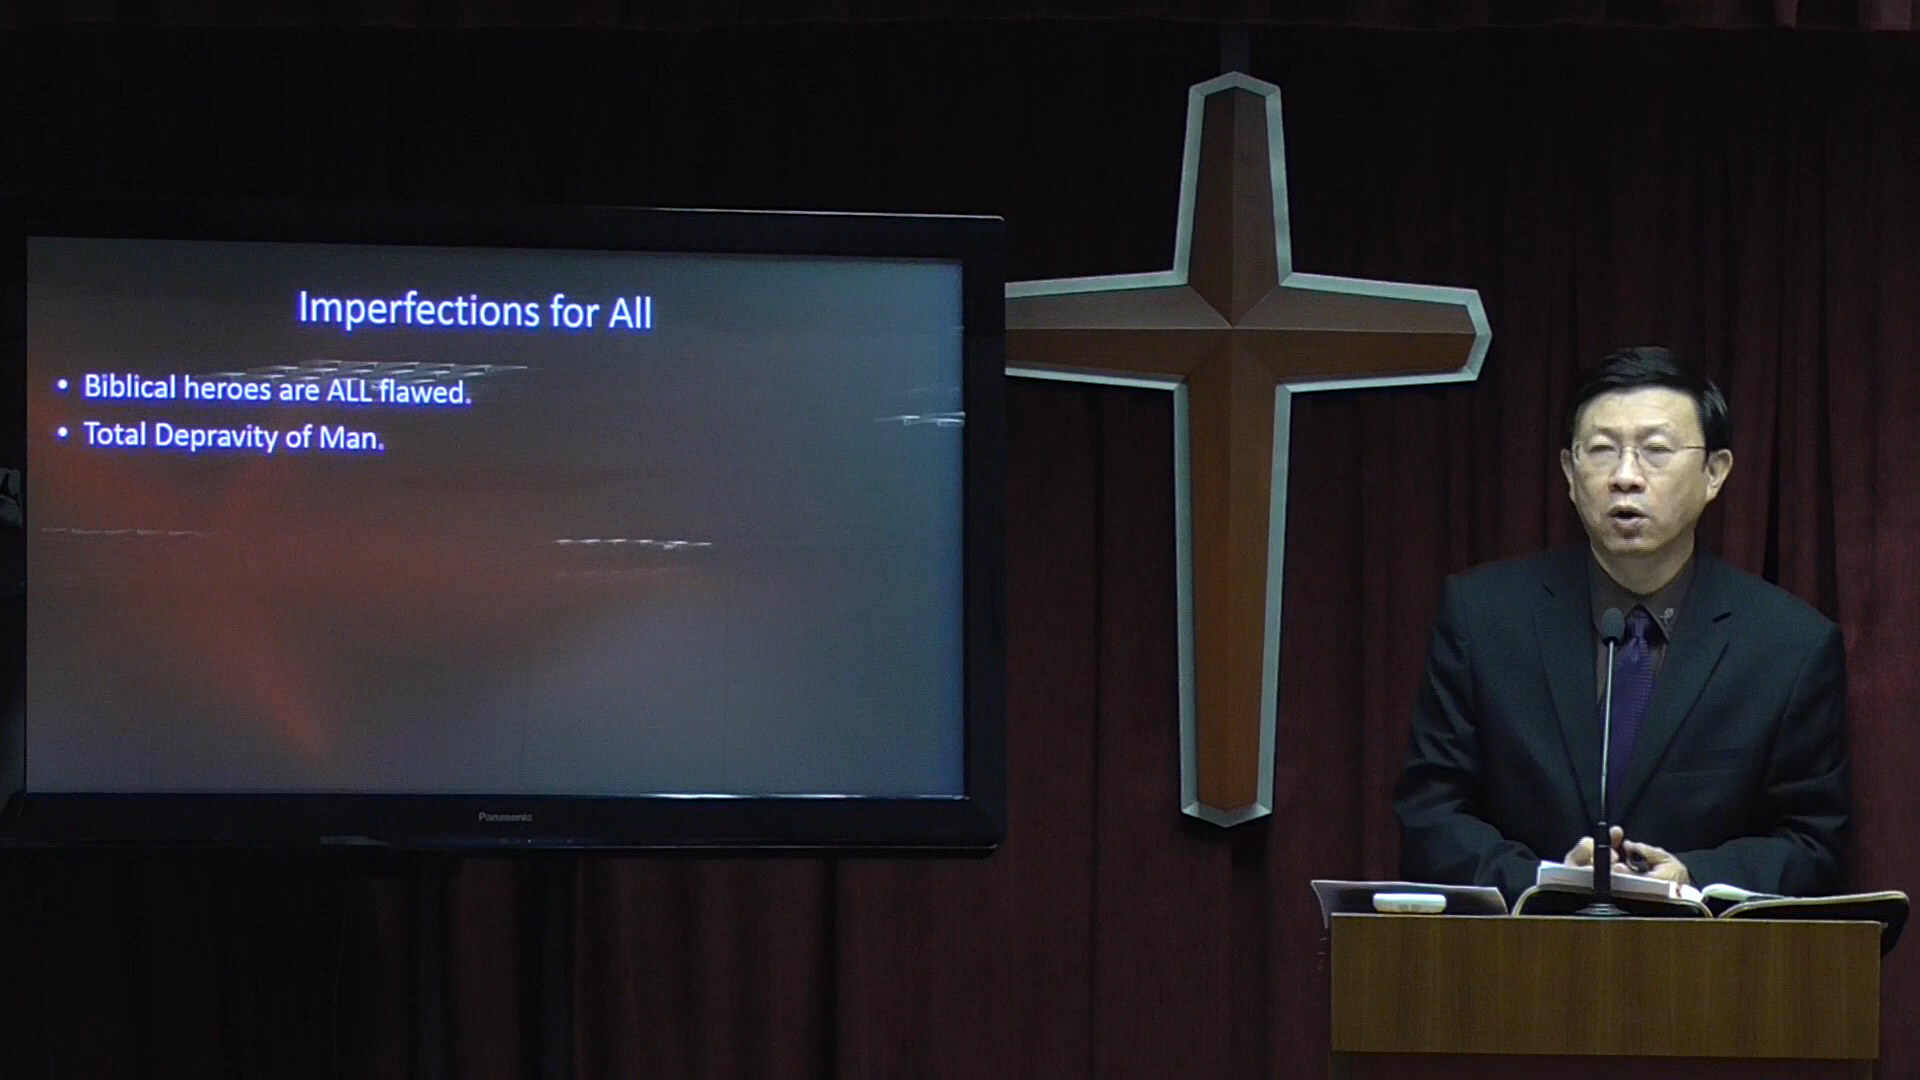 Imperfections for All
• Biblical heroes are ALL flawed.
• Total Depravity of Man.
Panasonic